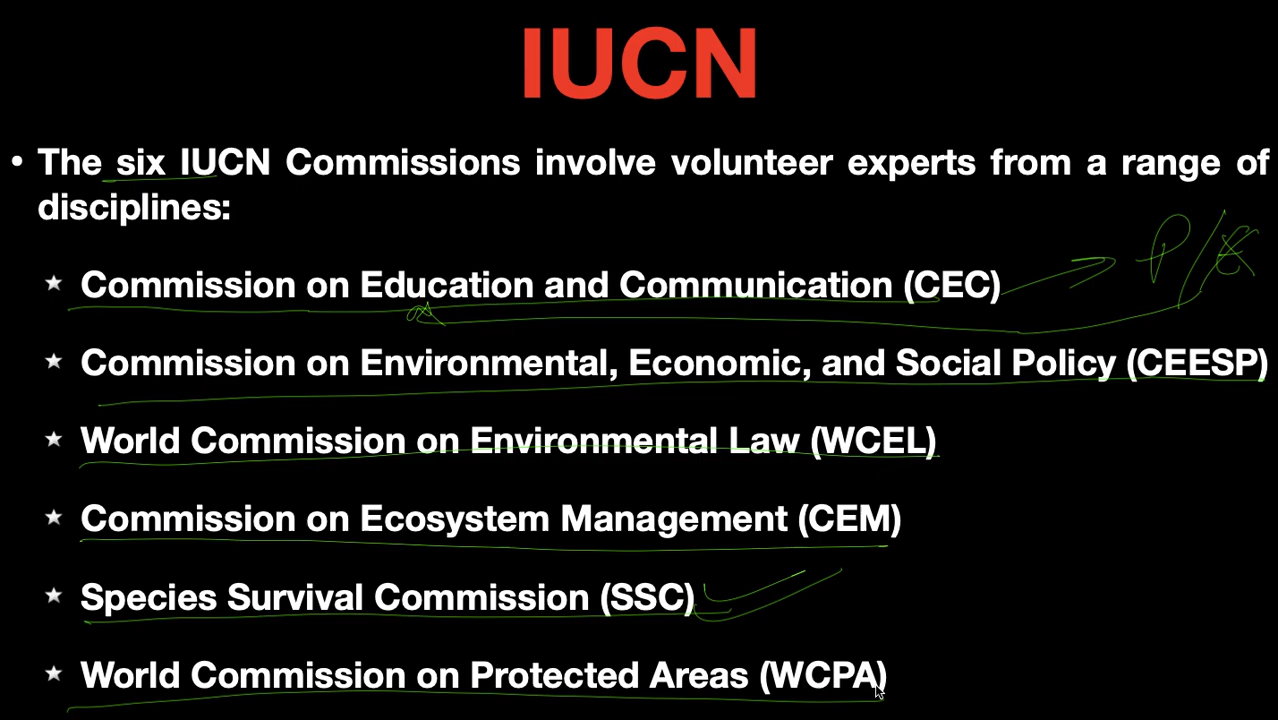 IUCN
• The six IUCN Commissions involve volunteer experts from a range of
disciplines:
★ Commission on Education and Communication (CEC)
★ Commission on Environmental, Economic, and Social Policy (CEESP)
★ World Commission on Environmental Law (WCEL)
★ Commission on Ecosystem Management (CEM)
★ Species Survival Commission (SSC)
★ World Commission on Protected Areas (WCPA)